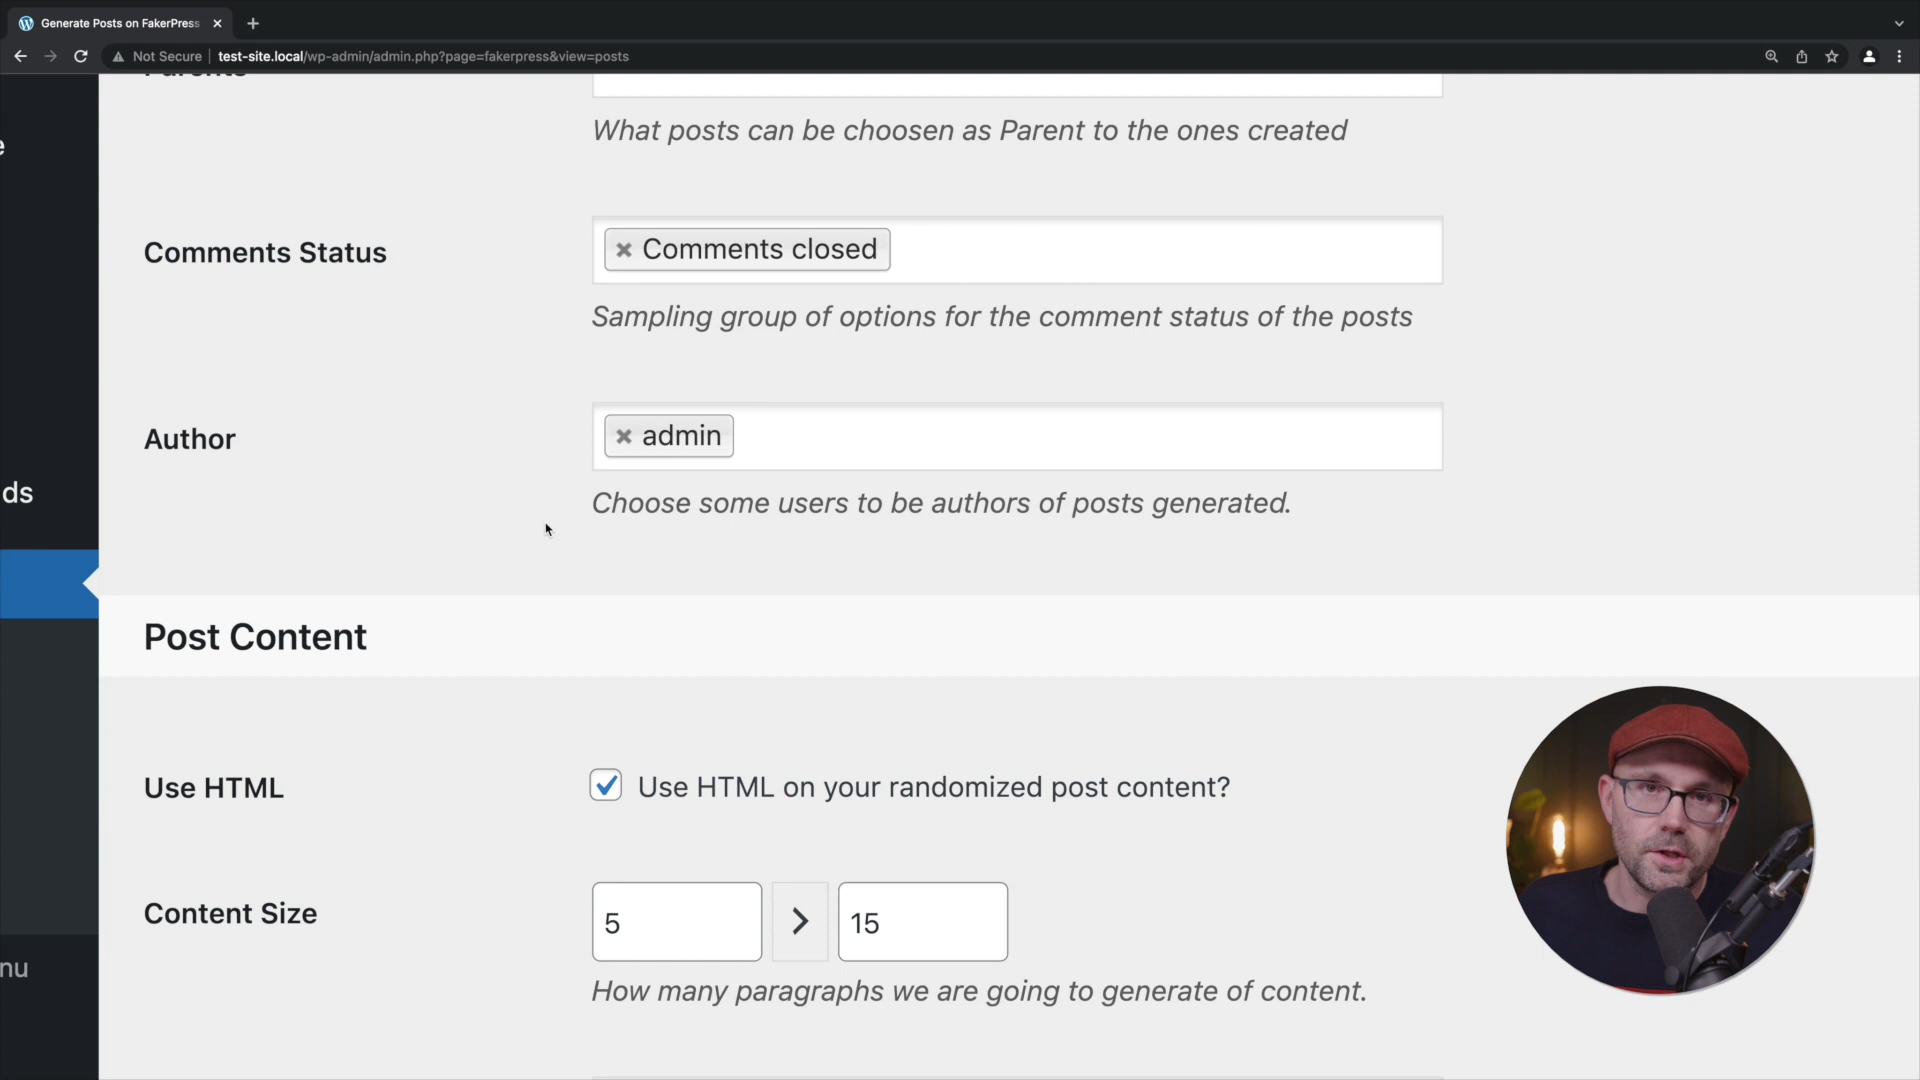 Generate Posts on FakerPress
Not Secure test-site.local/wp-admin/admin.php?page=fakerpress&view=posts
Parents
What posts can be choosen as Parent to the ones created
Comments Status
× Comments closed
Sampling group of options for the comment status of the posts
Author
× admin
Choose some users to be authors of posts generated.
ds
Post Content
Use HTML
Use HTML on your randomized post content?
Content Size
5 > 15
nu
How many paragraphs we are going to generate of content.